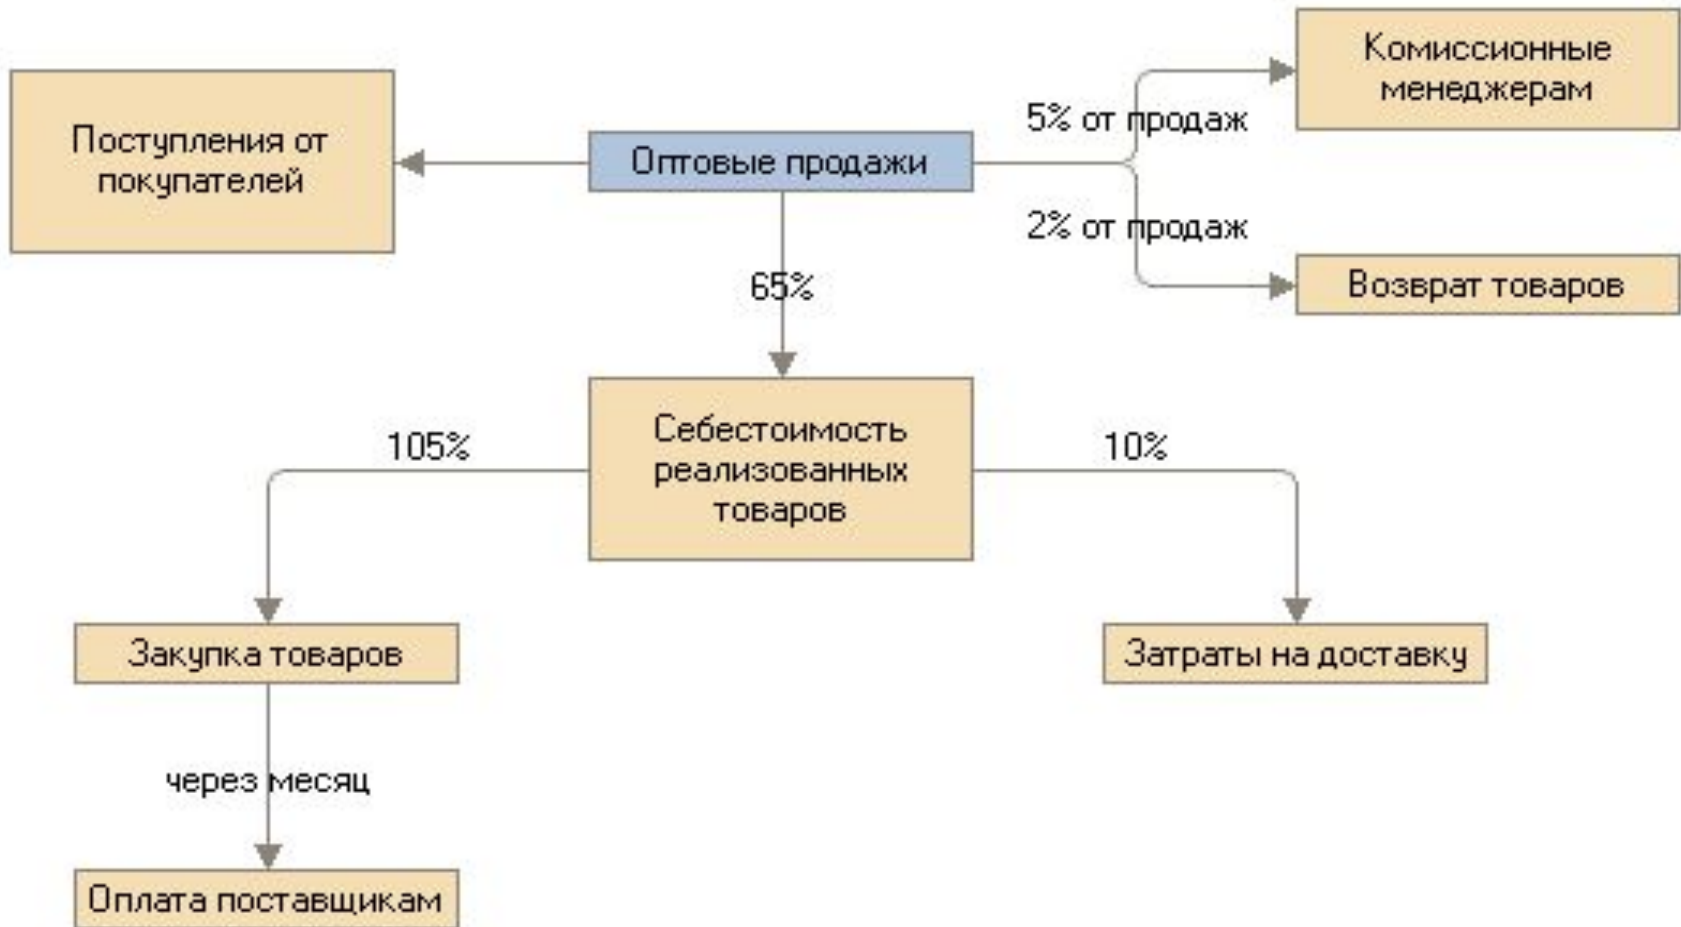 Комиссионные
менеджерам
5% от продаж
Поступления от
покупателей
Оптовые продажи
2% от продаж
65%
Возврат товаров
105%
Себестоимость
реализованных
товаров
10%
Закупка товаров
Затраты на доставку
через месяц
Оплата поставщикам